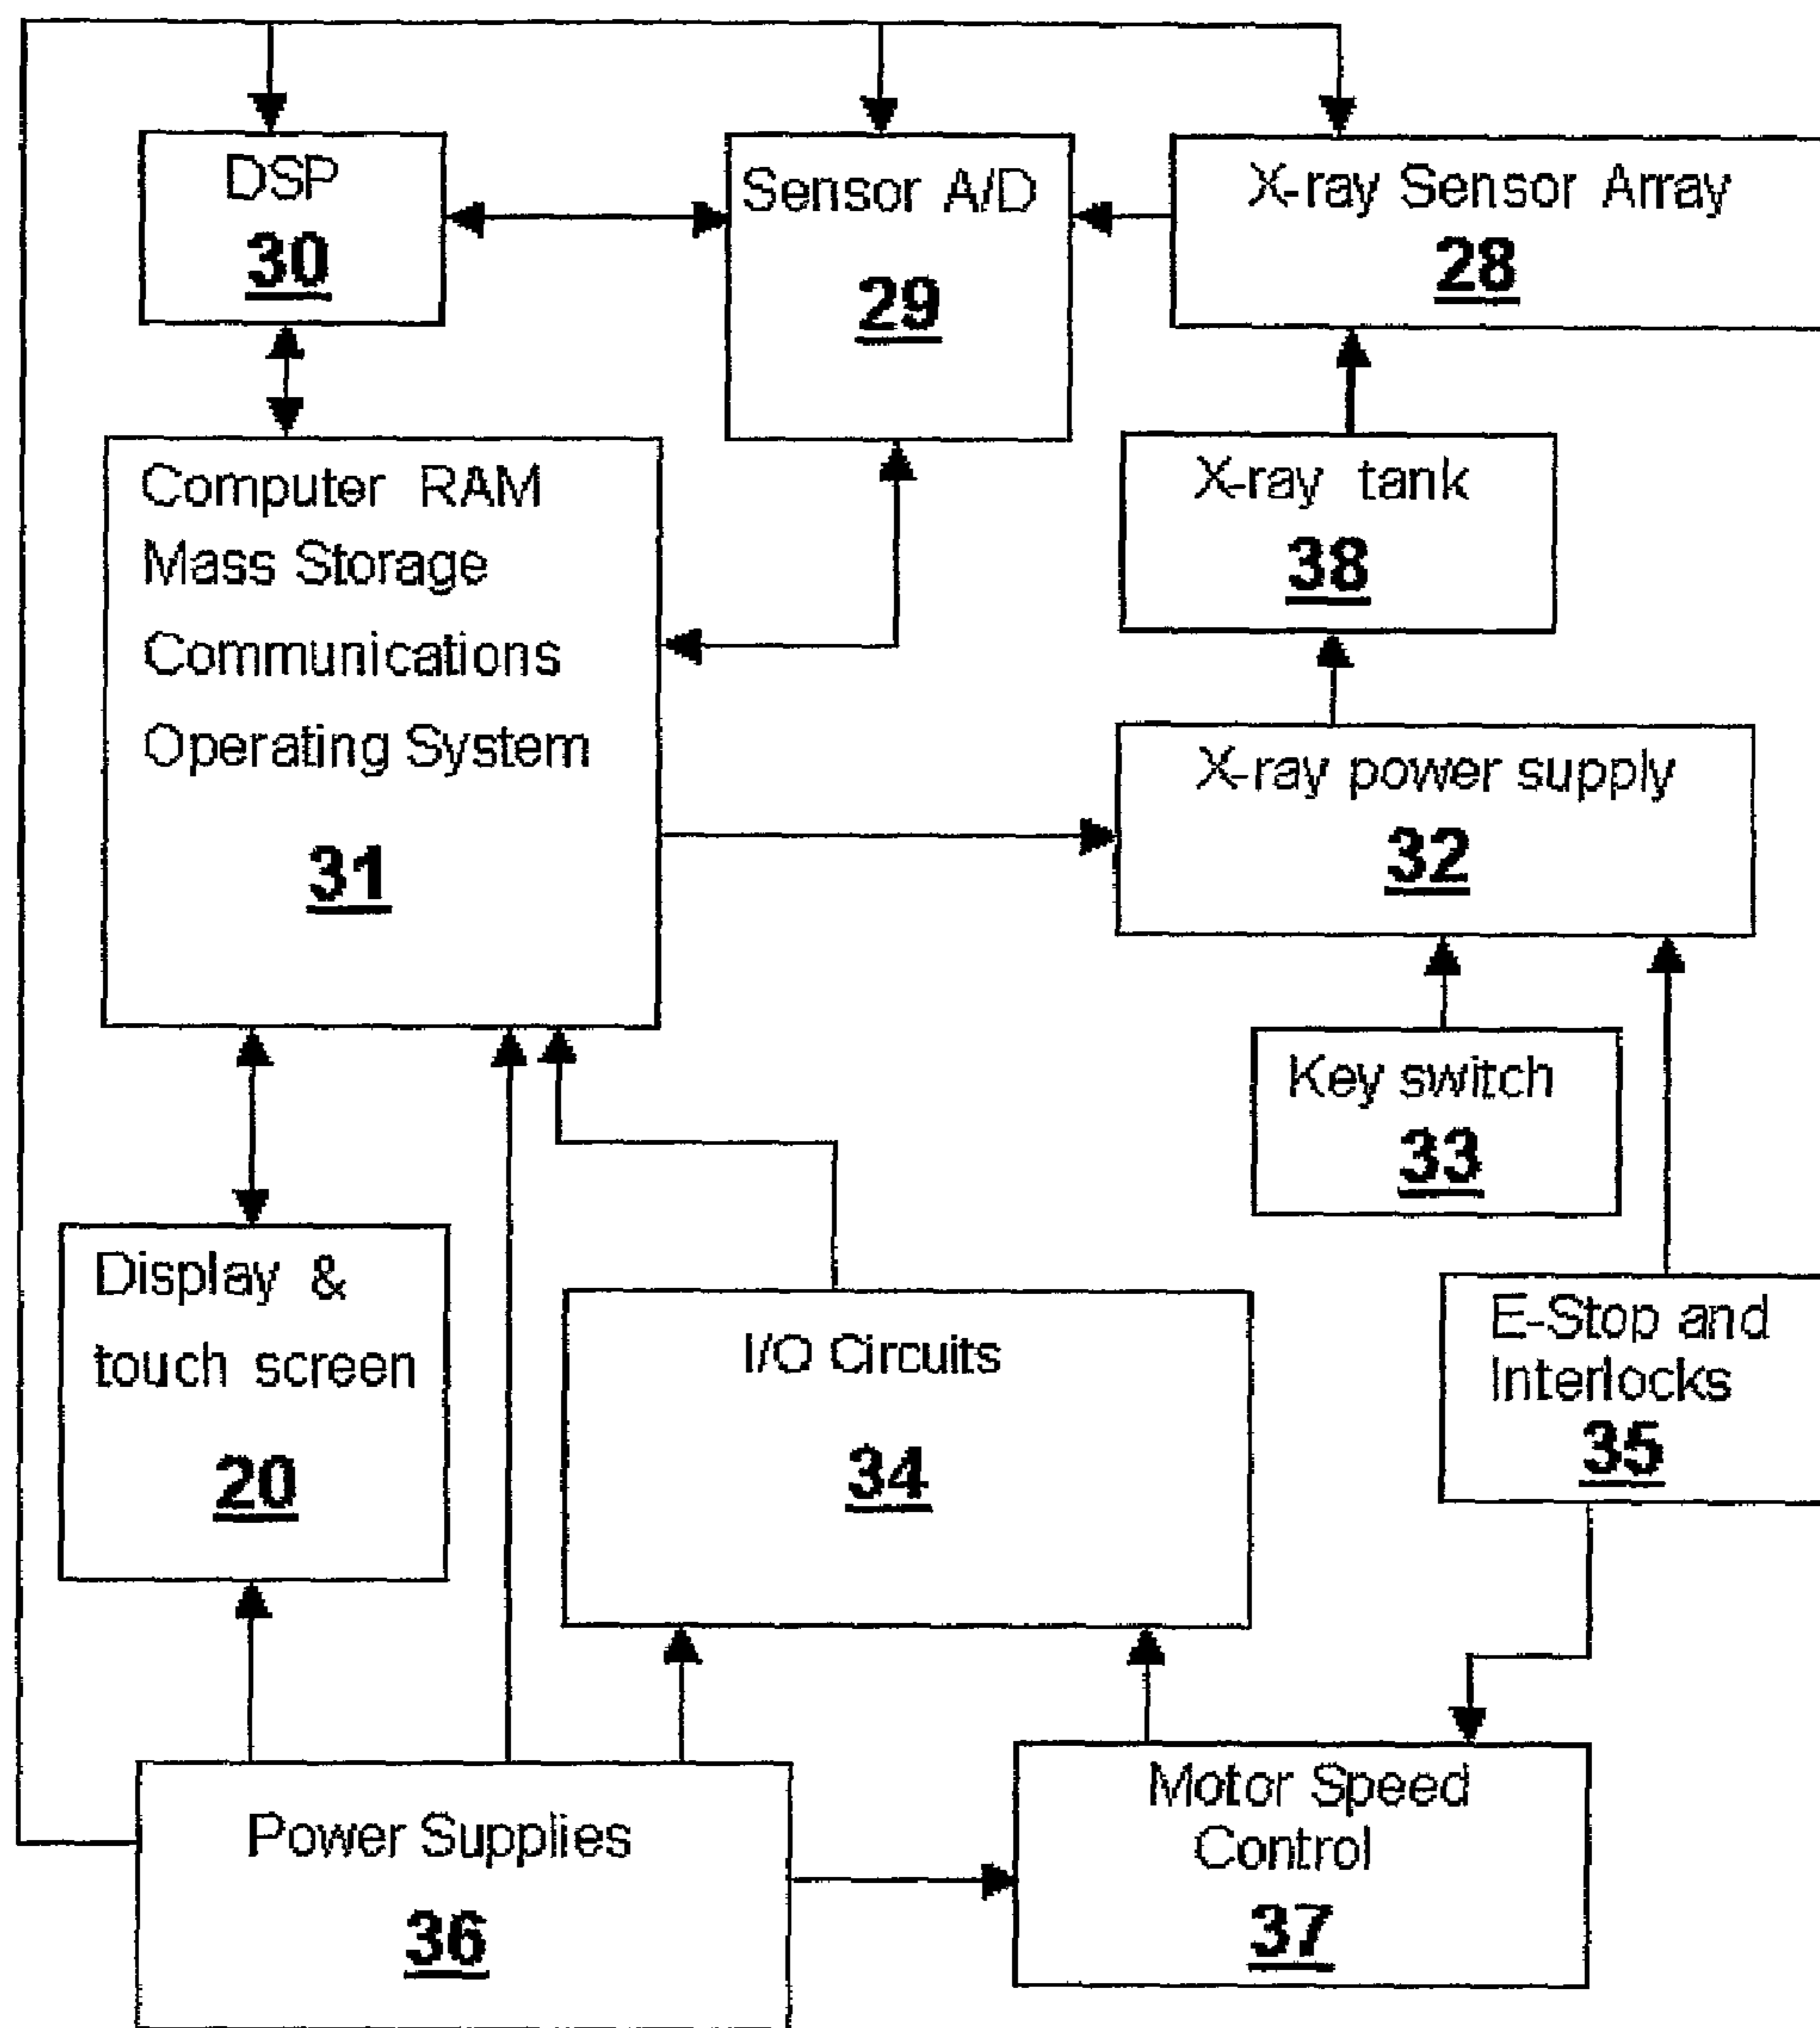 DSP
30
Sensor A/D
29
X-ray Sensor Array
28
Computer RAM
Mass Storage
Communications
Operating System
31
X-ray tank
38
X-ray power supply
32
Key switch
33
Display &
touch screen
20
I/O Circuits
34
E-Stop and
Interlocks
35
Power Supplies
36
Motor Speed
Control
37